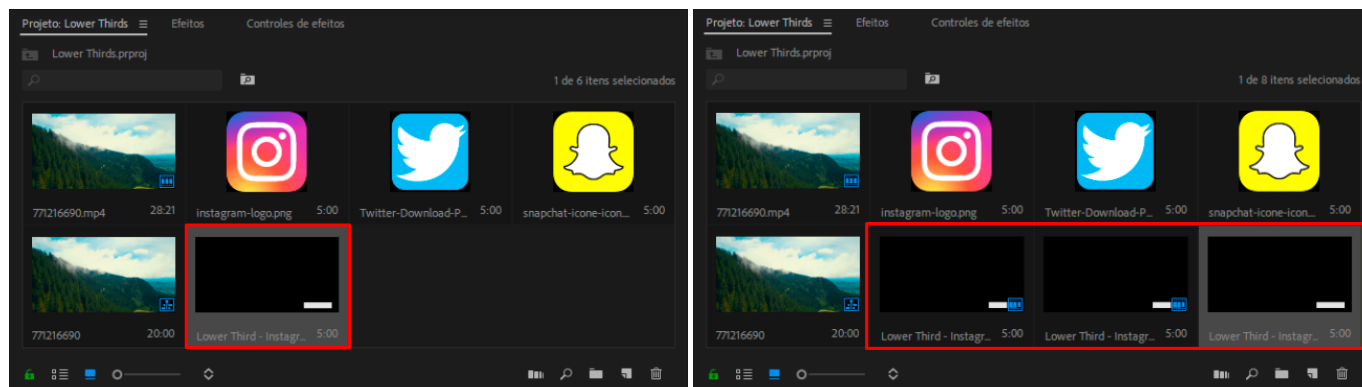 Projeto: Lower Thirds Efeitos Controles de efeitos
Lower Thirds.prproj
1 de 6 itens selecionados
771216690.mp4 28:21 instagram-logo.png 5:00 Twitter-Download-P... 5:00 snapchat-icone-icon... 5:00
771216690 20:00 Lower Third - Instagr... 5:00
Projeto: Lower Thirds Efeitos Controles de efeitos
Lower Thirds.prproj
1 de 8 itens selecionados
771216690.mp4 28:21 instagram-logo.png 5:00 Twitter-Download-P... 5:00 snapchat-icone-icon... 5:00
771216690 20:00 Lower Third - Instagr... 5:00 Lower Third - Instagr... 5:00 Lower Third - Instagr... 5:00